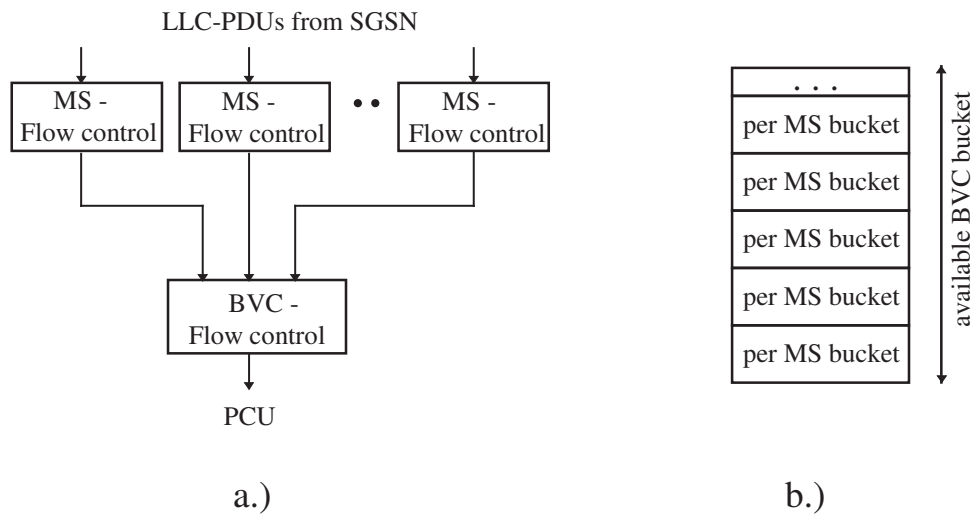 LLC-PDUs from SGSN
MS -
Flow control
MS -
Flow control
MS -
Flow control
BVC -
Flow control
PCU
a.)
. . .
per MS bucket
per MS bucket
per MS bucket
per MS bucket
per MS bucket
available BVC bucket
b.)